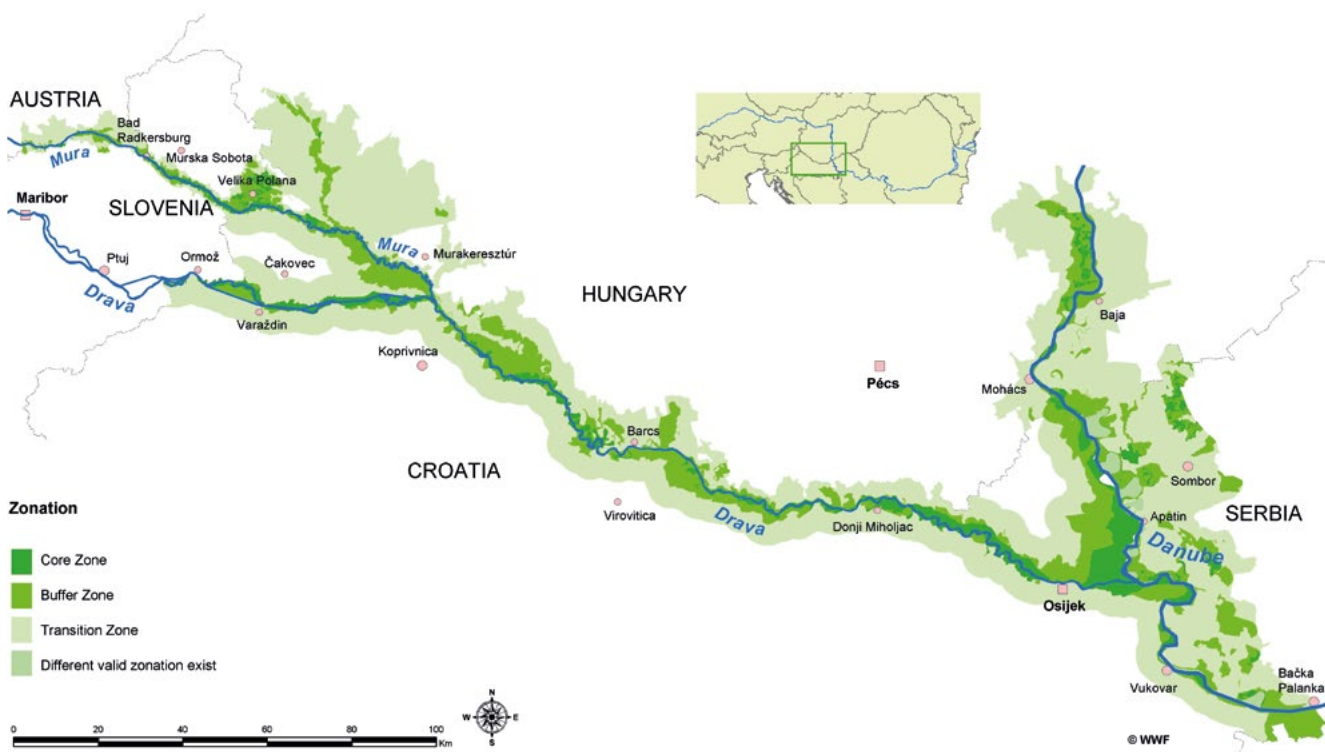 AUSTRIA
Bad
Radkersburg
Mura
Murska Sobota
Velika Polana
Maribor
SLOVENIA
Ptuj
Ormož
Čakovec
Mura
Murakeresztúr
Drava
Varaždin
HUNGARY
Koprivnica
Pécs
Baja
Mohács
Barcs
CROATIA
Virovitica
Drava
Donji Miholjac
Sombor
Apatin
SERBIA
Danube
Osijek
Vukovar
Bačka
Palanka
Zonation
Core Zone
Buffer Zone
Transition Zone
Different valid zonation exist
N
W E
S
0 20 40 60 80 100
Km
© WWF